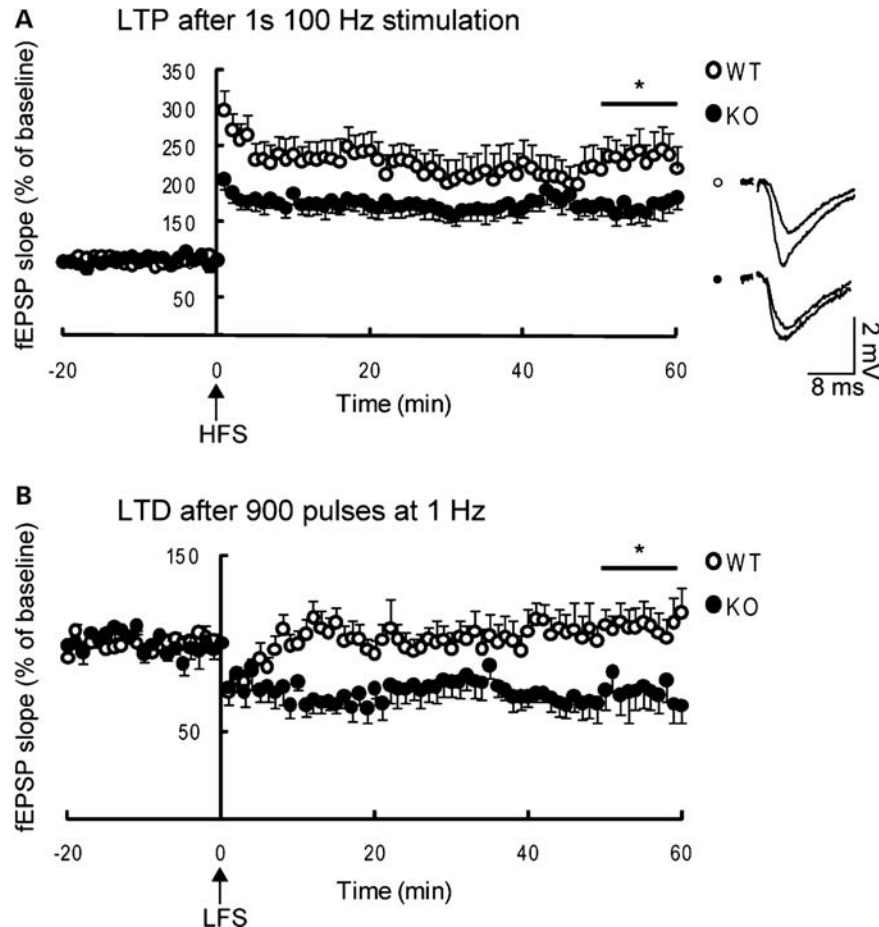 A
LTP after 1s 100 Hz stimulation
fEPSP slope (% of baseline)
350
300
250
200
150
100
50
*
WT
KO
-20
0
20
40
60
Time (min)
HFS
2 mV
8 ms
B
LTD after 900 pulses at 1 Hz
fEPSP slope (% of baseline)
150
50
*
WT
KO
-20
0
20
40
60
Time (min)
LFS